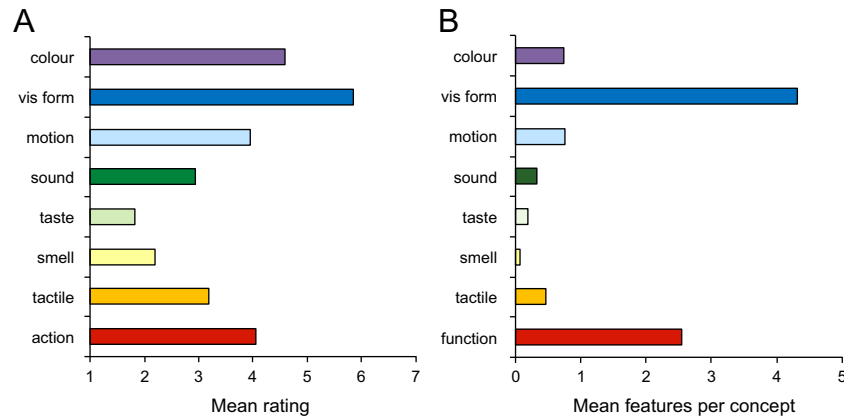 A
colour
vis form
motion
sound
taste
smell
tactile
action
1 2 3 4 5 6 7
Mean rating
B
colour
vis form
motion
sound
taste
smell
tactile
function
0 1 2 3 4 5
Mean features per concept